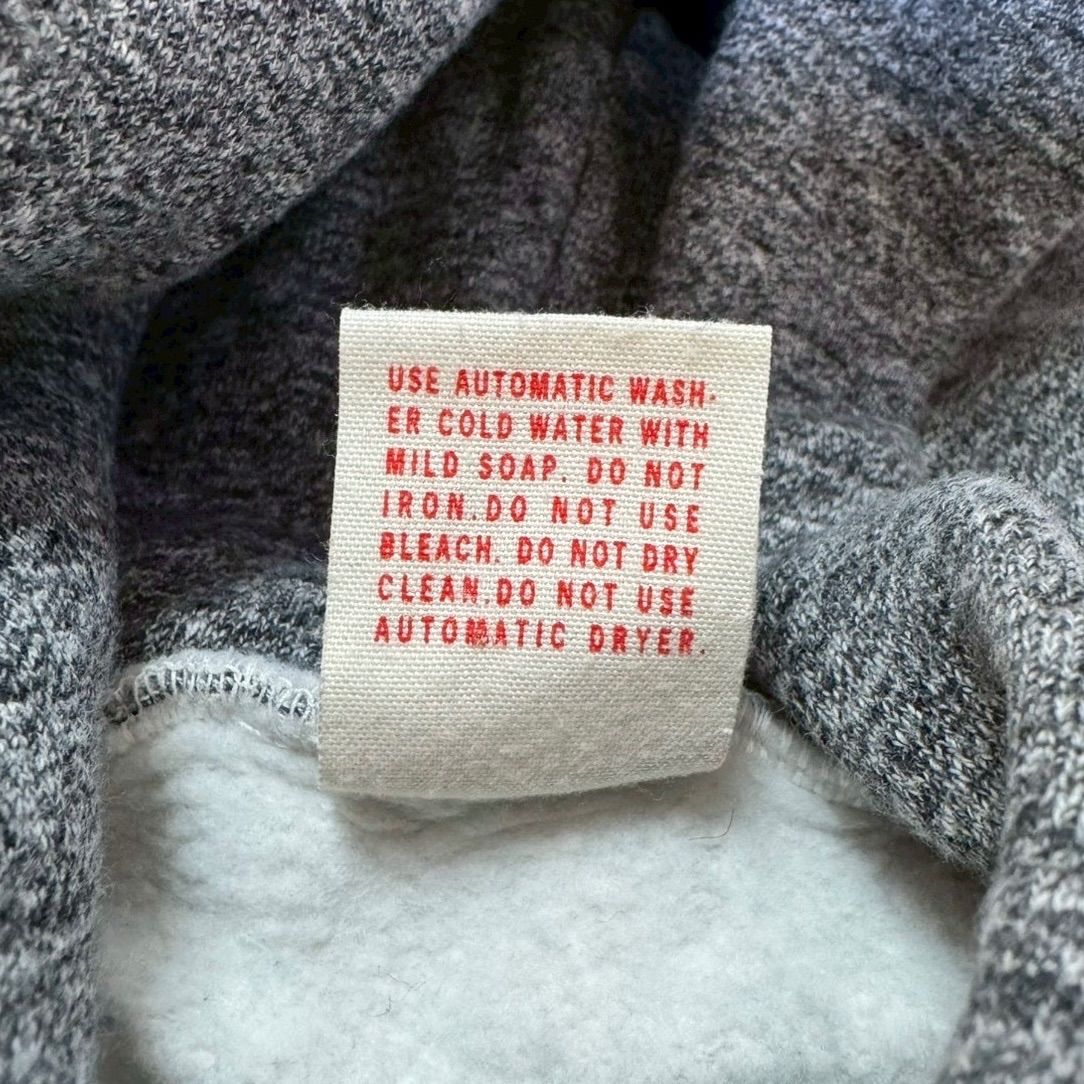 USE AUTOMATIC WASH-
ER COLD WATER WITH
MILD SOAP. DO NOT
IRON.DO NOT USE
BLEACH. DO NOT DRY
CLEAN.DO NOT USE
AUTOMATIC DRYER.